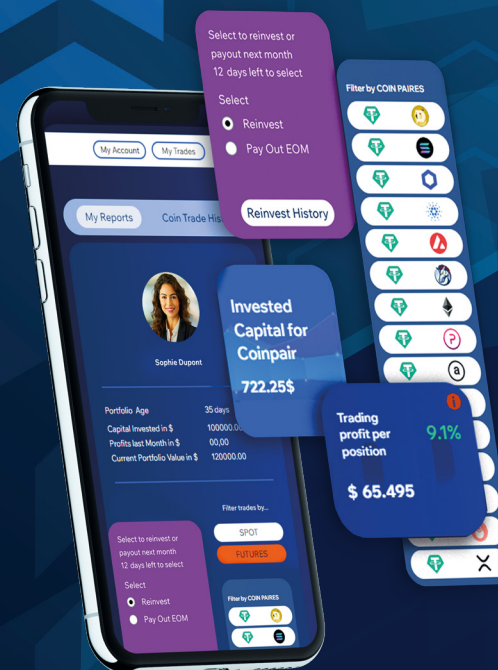 Select to reinvest or
payout next month
12 days left to select
Select
Reinvest
Pay Out EOM
Reinvest History
Filter by COIN PAIRES
a
My Account
My Trades
My Reports
Coin Trade His
Sophie Dupont
Portfolio Age 35 days
Capital Invested in $ 100000.00
Profits last Month in $ 00,00
Current Portfolio Value in $ 120000.00
Invested
Capital for
Coinpair
722.25$
i
Trading
profit per
position
9.1%
$ 65.495
Filter trades by...
SPOT
FUTURES
Select to reinvest or
payout next month
12 days left to select
Select
Reinvest
Pay Out EOM
Filter by COIN PAIRES